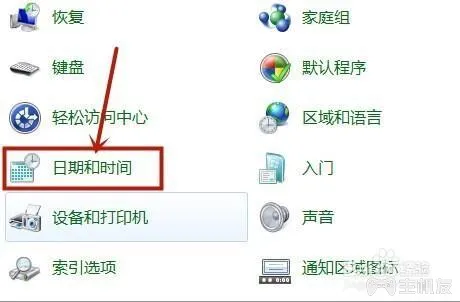 恢复
家庭组
键盘
默认程序
轻松访问中心
区域和语言
日期和时间
入门
设备和打印机
声音
索引选项
通知区域图标